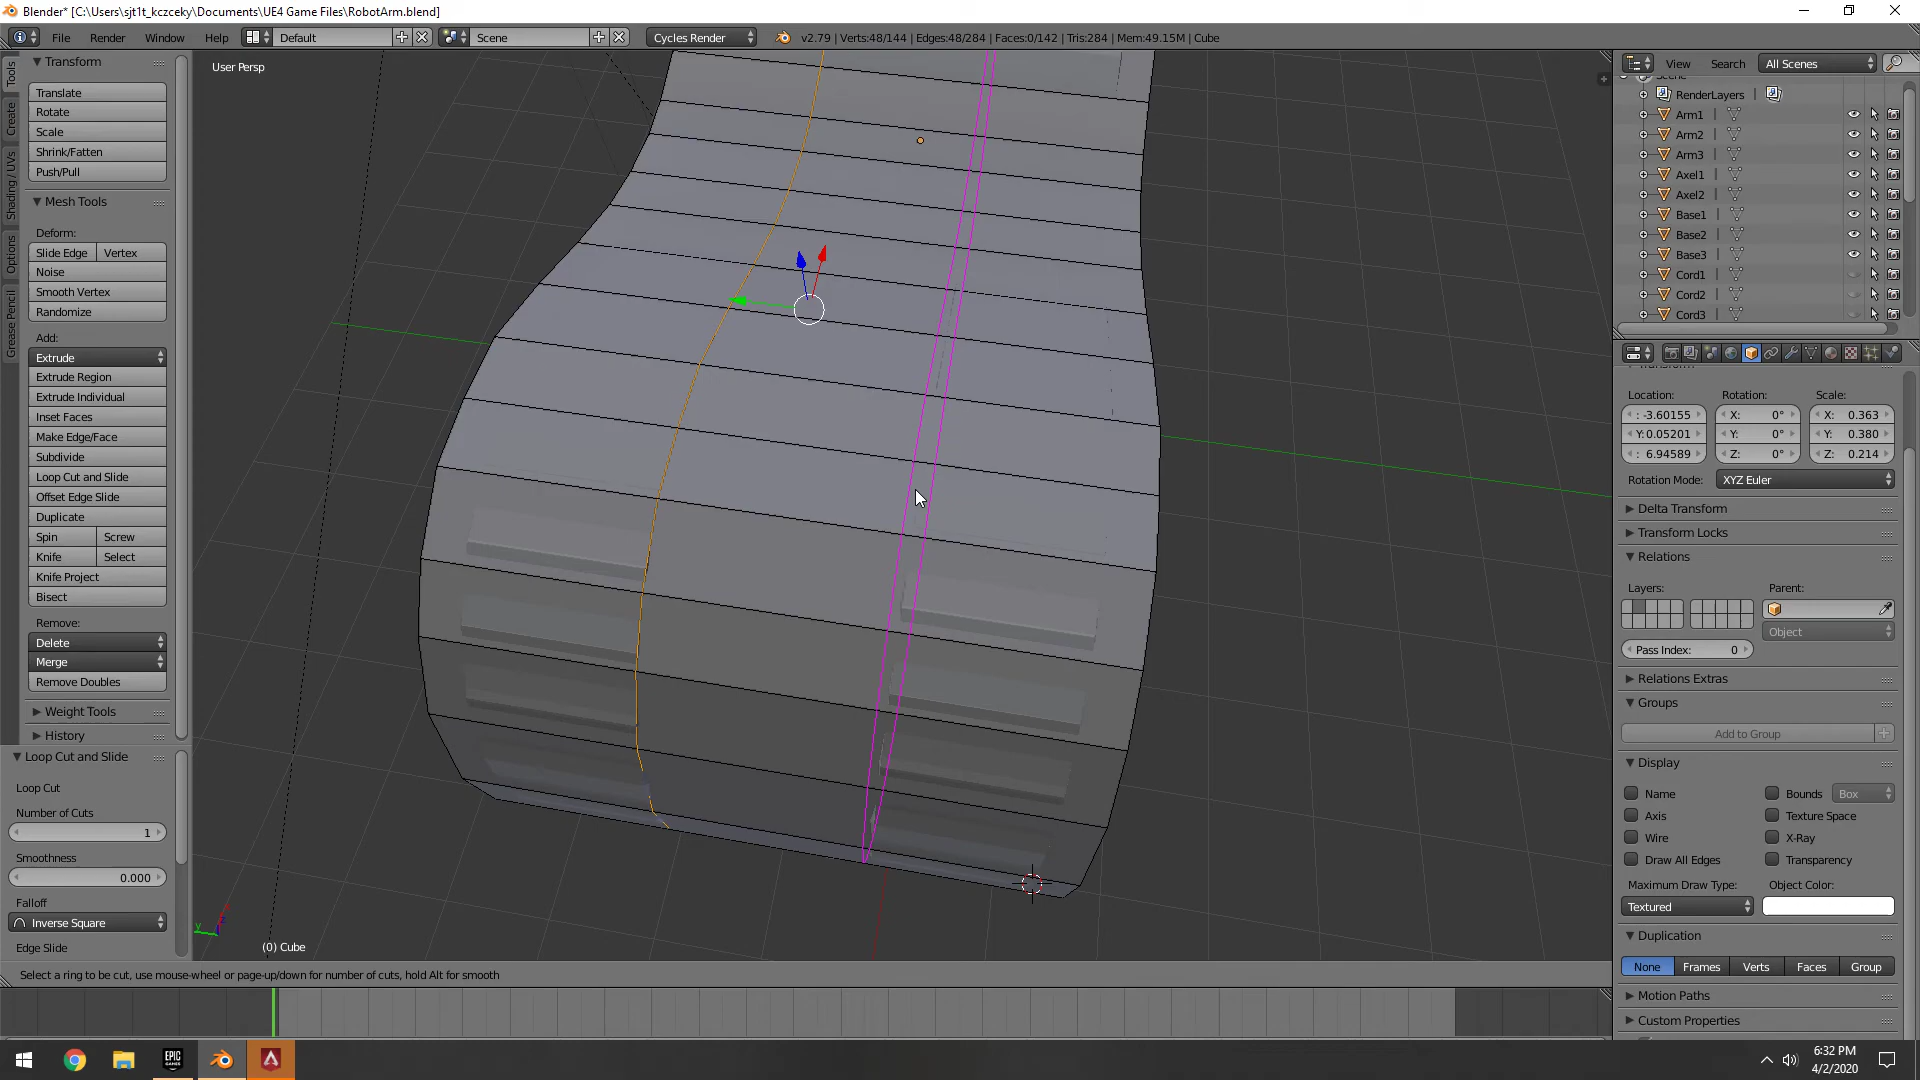 Blender* [C:\Users\sjt1t_kczceky\Documents\UE4 Game Files\RobotArm.blend]
File Render Window Help Default Scene Cycles Render v2.79 | Verts:48/144 | Edges:48/284 | Faces:0/142 | Tris:284 | Mem:49.15M | Cube
View Search All Scenes
Tools
Create
Shading / UVs
Options
Grease Pencil
Transform
Translate
Rotate
Scale
Shrink/Fatten
Push/Pull
Mesh Tools
Deform:
Slide Edge Vertex
Noise
Smooth Vertex
Randomize
Add:
Extrude
Extrude Region
Extrude Individual
Inset Faces
Make Edge/Face
Subdivide
Loop Cut and Slide
Offset Edge Slide
Duplicate
Spin Screw
Knife Select
Knife Project
Bisect
Remove:
Delete
Merge
Remove Doubles
Weight Tools
History
Loop Cut and Slide
Loop Cut
Number of Cuts
1
Smoothness
0.000
Falloff
Inverse Square
Edge Slide
User Persp
(0) Cube
Select a ring to be cut, use mouse-wheel or page-up/down for number of cuts, hold Alt for smooth
RenderLayers
Arm1
Arm2
Arm3
Axel1
Axel2
Base1
Base2
Base3
Cord1
Cord2
Cord3
Location: Rotation: Scale:
: -3.60155 X: 0° X: 0.363
Y:0.05201 Y: 0° Y: 0.380
: 6.94589 Z: 0° Z: 0.214
Rotation Mode: XYZ Euler
Delta Transform
Transform Locks
Relations
Layers: Parent:
Object
Pass Index: 0
Relations Extras
Groups
Add to Group
Display
Name Bounds Box
Axis Texture Space
Wire X-Ray
Draw All Edges Transparency
Maximum Draw Type: Object Color:
Textured
Duplication
None Frames Verts Faces Group
Motion Paths
Custom Properties
EPIC GAMES
6:32 PM
4/2/2020